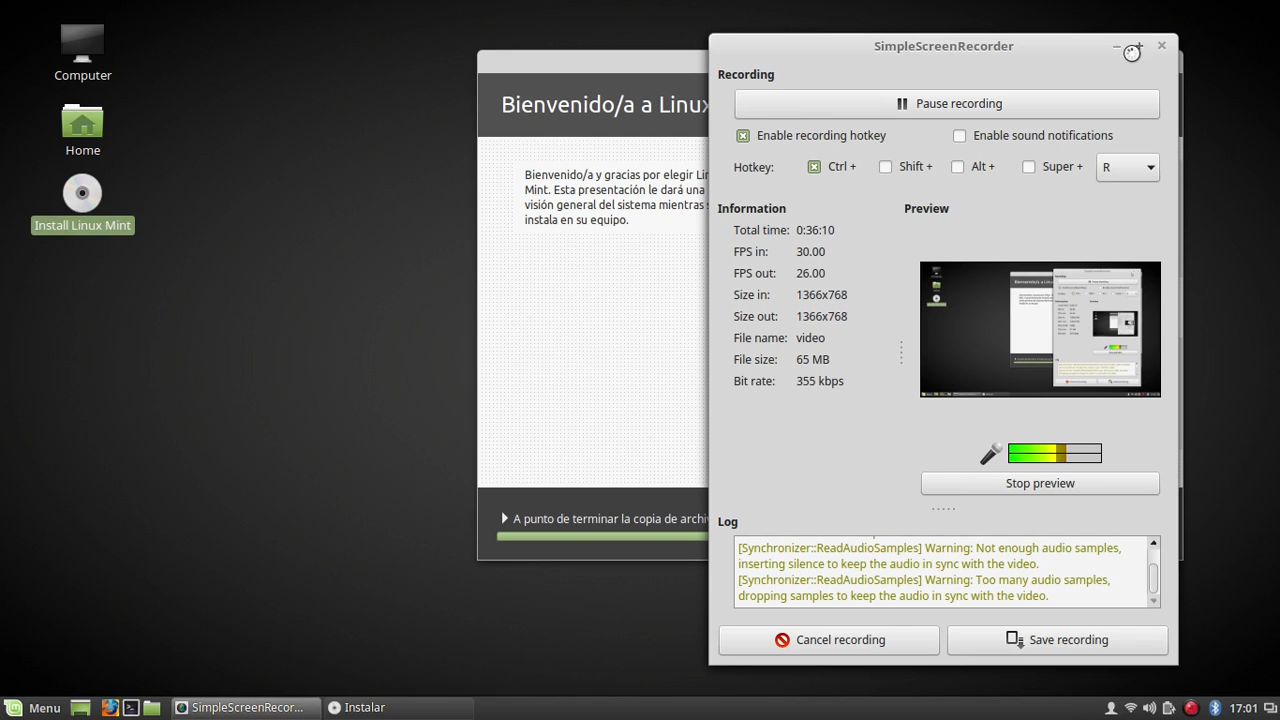 Computer
Home
Install Linux Mint
Bienvenido/a a Linux
Bienvenido/a y gracias por elegir
Mint. Esta presentación le dará una
visión general del sistema mientras
instala en su equipo.
A punto de terminar la copia de
SimpleScreenRecorder
Recording
Pause recording
Enable recording hotkey
Enable sound notifications
Hotkey:
Ctrl +
Shift +
Alt +
Super +
R
Information
Preview
Total time: 0:36:10
FPS in: 30.00
FPS out: 26.00
Size in: 1366x768
Size out: 1366x768
File name: video
File size: 65 MB
Bit rate: 355 kbps
Stop preview
Log
[Synchronizer::ReadAudioSamples] Warning: Not enough audio samples,
inserting silence to keep the audio in sync with the video.
[Synchronizer::ReadAudioSamples] Warning: Too many audio samples,
dropping samples to keep the audio in sync with the video.
Cancel recording
Save recording
Menu
SimpleScreenRecor...
Instalar
17:01